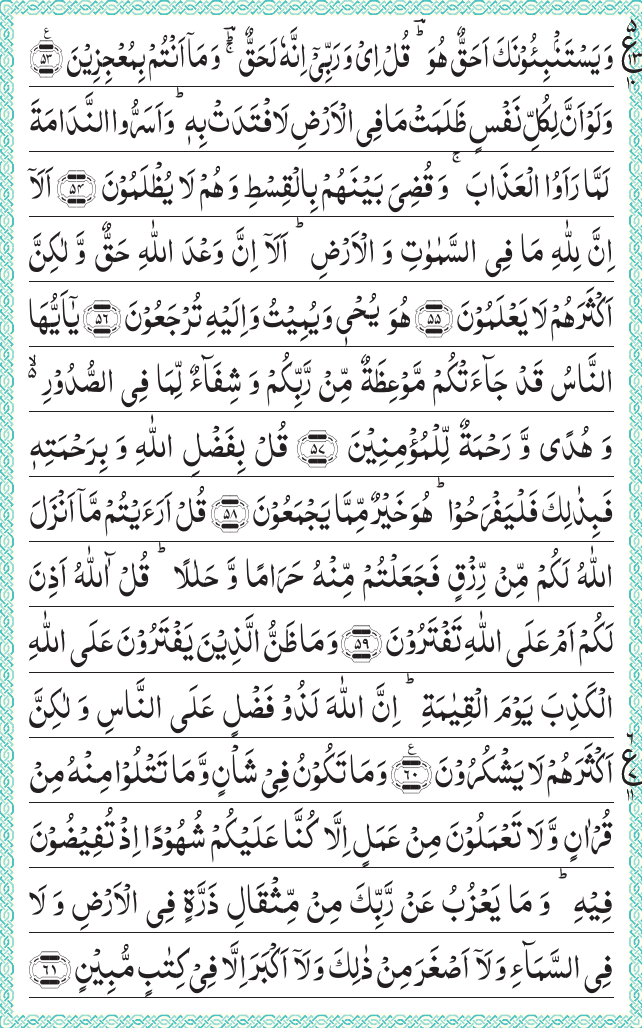 وَيَسْتَنْۢبِـُٔوْنَكَ اَحَقٌّ هُوَ ؕ قُلْ اِيْ وَرَبِّيْۤ اِنَّهٗ لَحَقٌّ ؕۚ وَمَاۤ اَنْتُمْ بِمُعْجِزِيْنَ ﴿۵۳﴾
وَلَوْ اَنَّ لِكُلِّ نَفْسٍ ظَلَمَتْ مَا فِى الْاَرْضِ لَافْتَدَتْ بِهٖ ؕ وَاَسَرُّوا النَّدَامَةَ
لَمَّا رَاَوُا الْعَذَابَ ۚ وَقُضِيَ بَيْنَهُمْ بِالْقِسْطِ وَهُمْ لَا يُظْلَمُوْنَ ﴿۵۴﴾ اَلَاۤ
اِنَّ لِلّٰهِ مَا فِى السَّمٰوٰتِ وَ الْاَرْضِ ؕ اَلَاۤ اِنَّ وَعْدَ اللّٰهِ حَقٌّ وَّ لٰكِنَّ
اَكْثَرَهُمْ لَا يَعْلَمُوْنَ ﴿۵۵﴾ هُوَ يُحْيٖ وَيُمِيْتُ وَاِلَيْهِ تُرْجَعُوْنَ ﴿۵۶﴾ يٰۤاَيُّهَا
النَّاسُ قَدْ جَآءَتْكُمْ مَّوْعِظَةٌ مِّنْ رَّبِّكُمْ وَ شِفَآءٌ لِّمَا فِى الصُّدُوْرِ ۙ
وَ هُدًى وَّ رَحْمَةٌ لِّلْمُؤْمِنِيْنَ ﴿۵۷﴾ قُلْ بِفَضْلِ اللّٰهِ وَ بِرَحْمَتِهٖ
فَبِذٰلِكَ فَلْيَفْرَحُوْا ؕ هُوَ خَيْرٌ مِّمَّا يَجْمَعُوْنَ ﴿۵۸﴾ قُلْ اَرَءَيْتُمْ مَّاۤ اَنْزَلَ
اللّٰهُ لَكُمْ مِّنْ رِّزْقٍ فَجَعَلْتُمْ مِّنْهُ حَرَامًا وَّ حَلٰلًا ؕ قُلْ آٰللّٰهُ اَذِنَ
لَكُمْ اَمْ عَلَى اللّٰهِ تَفْتَرُوْنَ ﴿۵۹﴾ وَمَا ظَنُّ الَّذِيْنَ يَفْتَرُوْنَ عَلَى اللّٰهِ
الْكَذِبَ يَوْمَ الْقِيٰمَةِ ؕ اِنَّ اللّٰهَ لَذُوْ فَضْلٍ عَلَى النَّاسِ وَ لٰكِنَّ
اَكْثَرَهُمْ لَا يَشْكُرُوْنَ ﴿۶۰﴾ وَمَا تَكُوْنُ فِيْ شَاْنٍ وَّمَا تَتْلُوْا مِنْهُ مِنْ
قُرْاٰنٍ وَّلَا تَعْمَلُوْنَ مِنْ عَمَلٍ اِلَّا كُنَّا عَلَيْكُمْ شُهُوْدًا اِذْ تُفِيْضُوْنَ
فِيْهِ ؕ وَ مَا يَعْزُبُ عَنْ رَّبِّكَ مِنْ مِّثْقَالِ ذَرَّةٍ فِى الْاَرْضِ وَ لَا
فِى السَّمَآءِ وَلَاۤ اَصْغَرَ مِنْ ذٰلِكَ وَلَاۤ اَكْبَرَ اِلَّا فِيْ كِتٰبٍ مُّبِيْنٍ ﴿۶۱﴾